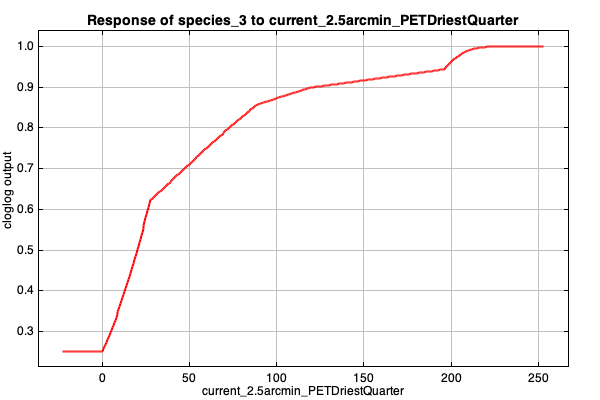 Response of species_3 to current_2.5arcmin_PETDriestQuarter
1.0
0.9
0.8
0.7
0.6
0.5
0.4
0.3
cloglog output
0 50 100 150 200 250
current_2.5arcmin_PETDriestQuarter